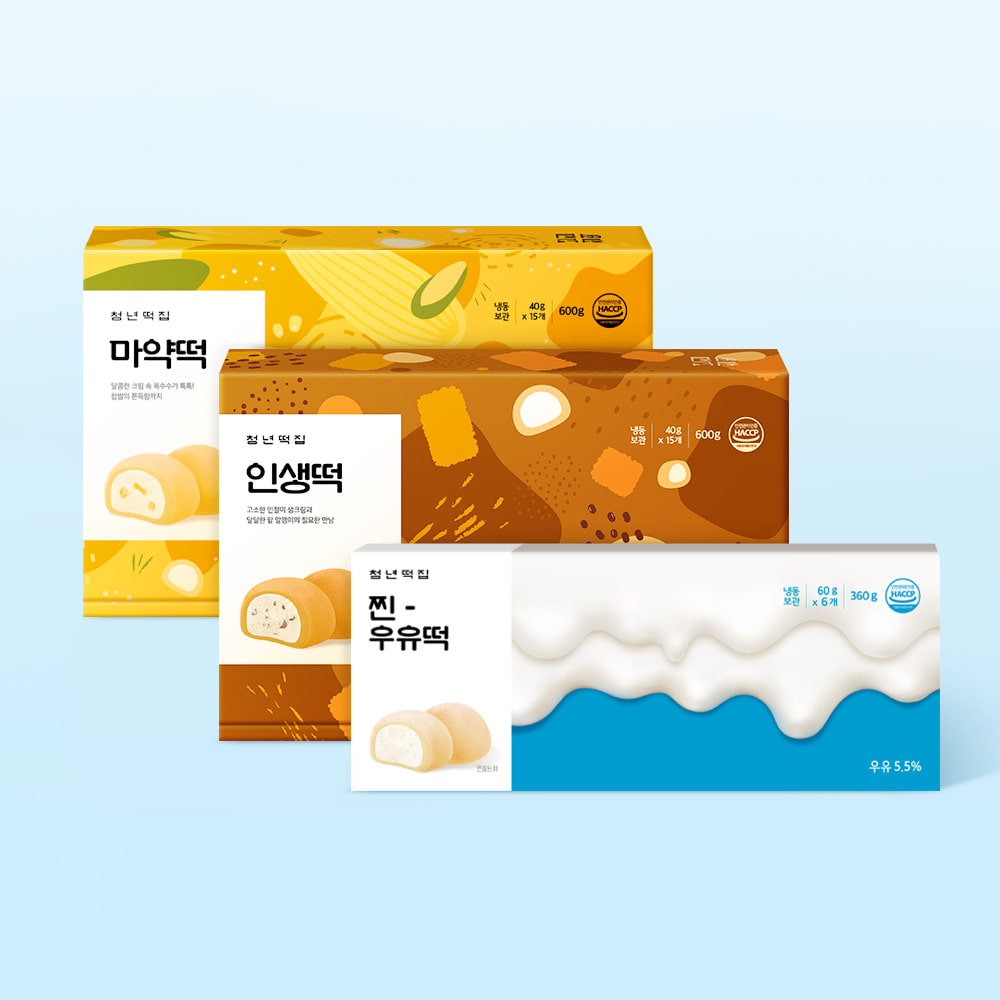 청년떡집
마약떡
달콤한 크림 속 옥수수가 톡톡!
찹쌀의 쫀득함까지
냉동
보관
40g
x 15개
600g
HACCP
청년떡집
인생떡
고소한 인절미 생크림과
달달한 팥 알갱이의 절묘한 만남
냉동
보관
40g
x 15개
600g
HACCP
청년떡집
찐-
우유떡
냉동
보관
60g
x 6개
360g
HACCP
우유 5.5%